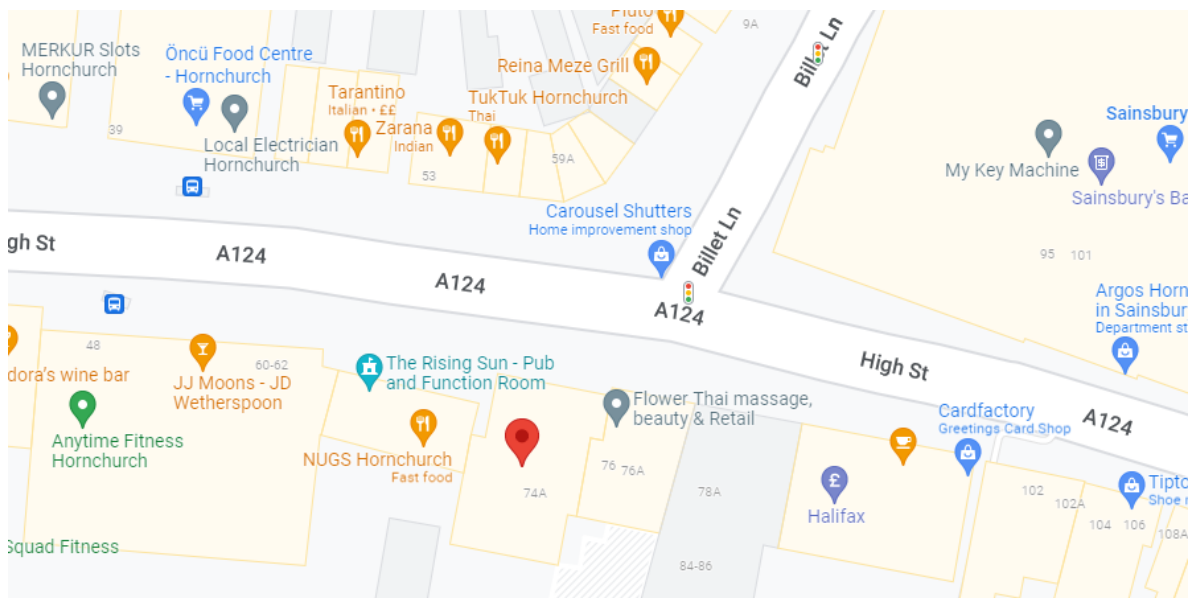 Pluto
Fast food
9A
Billet Ln
MERKUR Slots
Hornchurch
Öncü Food Centre
- Hornchurch
Reina Meze Grill
Tarantino
Italian • ££
TukTuk Hornchurch
Thai
Zarana
Indian
39
Local Electrician
Hornchurch
59A
53
Sainsbury
My Key Machine
Sainsbury's Ba
Carousel Shutters
Home improvement shop
Billet Ln
gh St
A124
A124
A124
95
101
Argos Horn
in Sainsbur
Department st
High St
A124
48
60-62
dora's wine bar
JJ Moons - JD
Wetherspoon
The Rising Sun - Pub
and Function Room
Flower Thai massage,
beauty & Retail
Cardfactory
Greetings Card Shop
Anytime Fitness
Hornchurch
NUGS Hornchurch
Fast food
74A
76
76A
78A
Halifax
102
102A
104
106
108A
Tipto
Shoe r
Squad Fitness
84-86